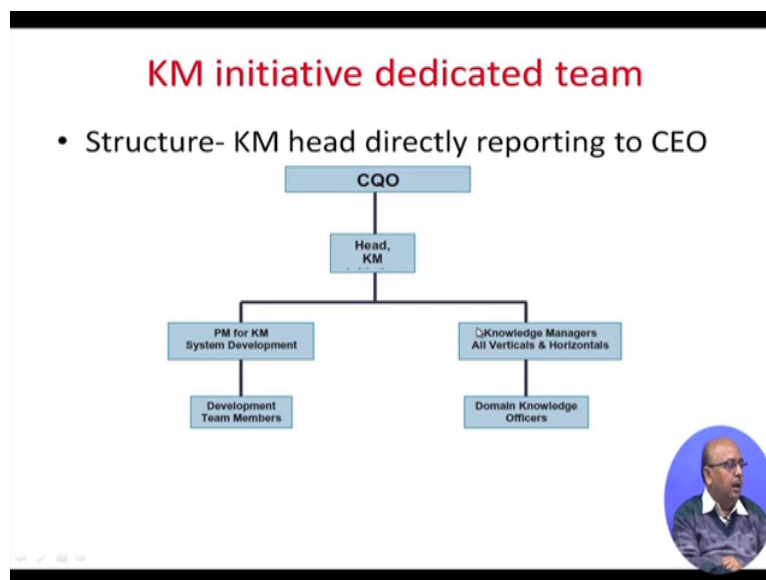 KM initiative dedicated team
• Structure- KM head directly reporting to CEO
CQO
Head,
KM
PM for KM
System Development
Knowledge Managers
All Verticals & Horizontals
Development
Team Members
Domain Knowledge
Officers